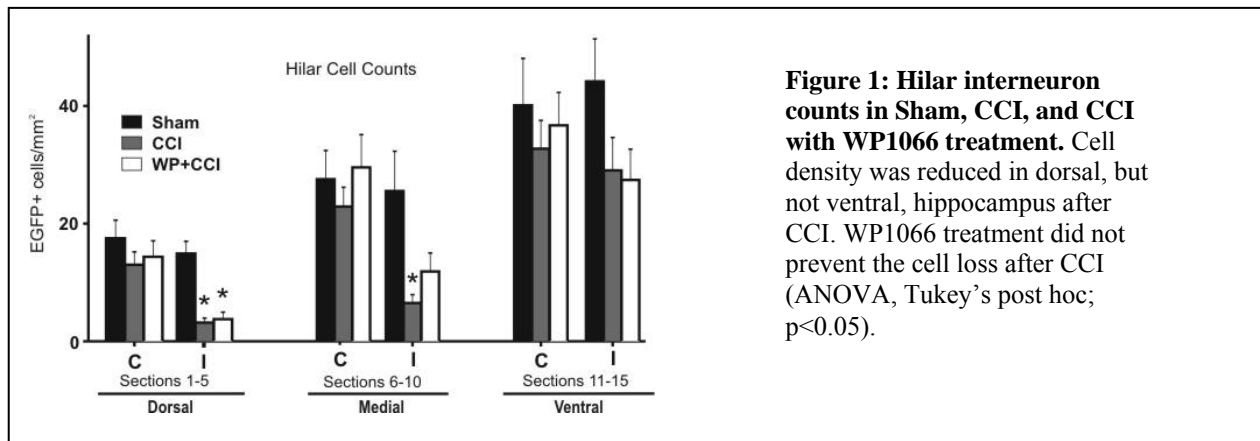 Hilar Cell Counts
Sham
CCI
WP+CCI
EGFP+ cells/mm²
40
20
0
* *
*
C I C I C I
Sections 1-5 Sections 6-10 Sections 11-15
Dorsal Medial Ventral
Figure 1: Hilar interneuron
counts in Sham, CCI, and CCI
with WP1066 treatment. Cell
density was reduced in dorsal, but
not ventral, hippocampus after
CCI. WP1066 treatment did not
prevent the cell loss after CCI
(ANOVA, Tukey’s post hoc;
p<0.05).